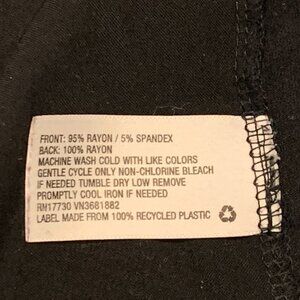 FRONT: 95% RAYON / 5% SPANDEX
BACK: 100% RAYON
MACHINE WASH COLD WITH LIKE COLORS
GENTLE CYCLE ONLY NON-CHLORINE BLEACH
IF NEEDED TUMBLE DRY LOW REMOVE
PROMPTLY COOL IRON IF NEEDED
RN17730 VN3681882
LABEL MADE FROM 100% RECYCLED PLASTIC